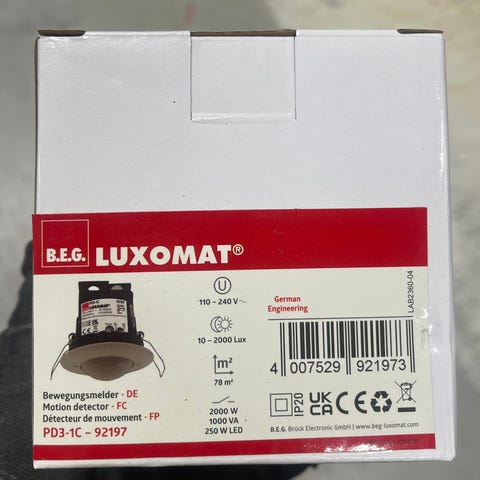 B.E.G. LUXOMAT®
110 – 240 V~
10 – 2000 Lux
m²
78 m²
2000 W
1000 VA
250 W LED
German
Engineering
LAB2360-04
4 007529 921973
IP20 UK CA CE
B.E.G. Brück Electronic GmbH | www.beg-luxomat.com
Bewegungsmelder - DE
Motion detector - FC
Détecteur de mouvement - FP
PD3-1C – 92197